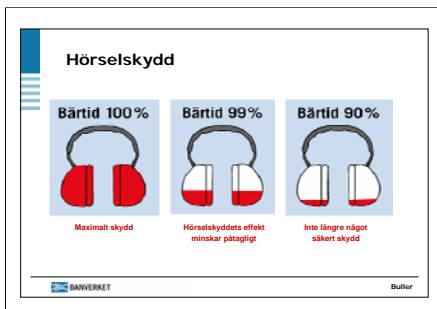 Hörselskydd
Bärtid 100%
Bärtid 99%
Bärtid 90%
Maximalt skydd
Hörselskyddets effekt
minskar påtagligt
Inte längre något
säkert skydd
BANVERKET
Buller